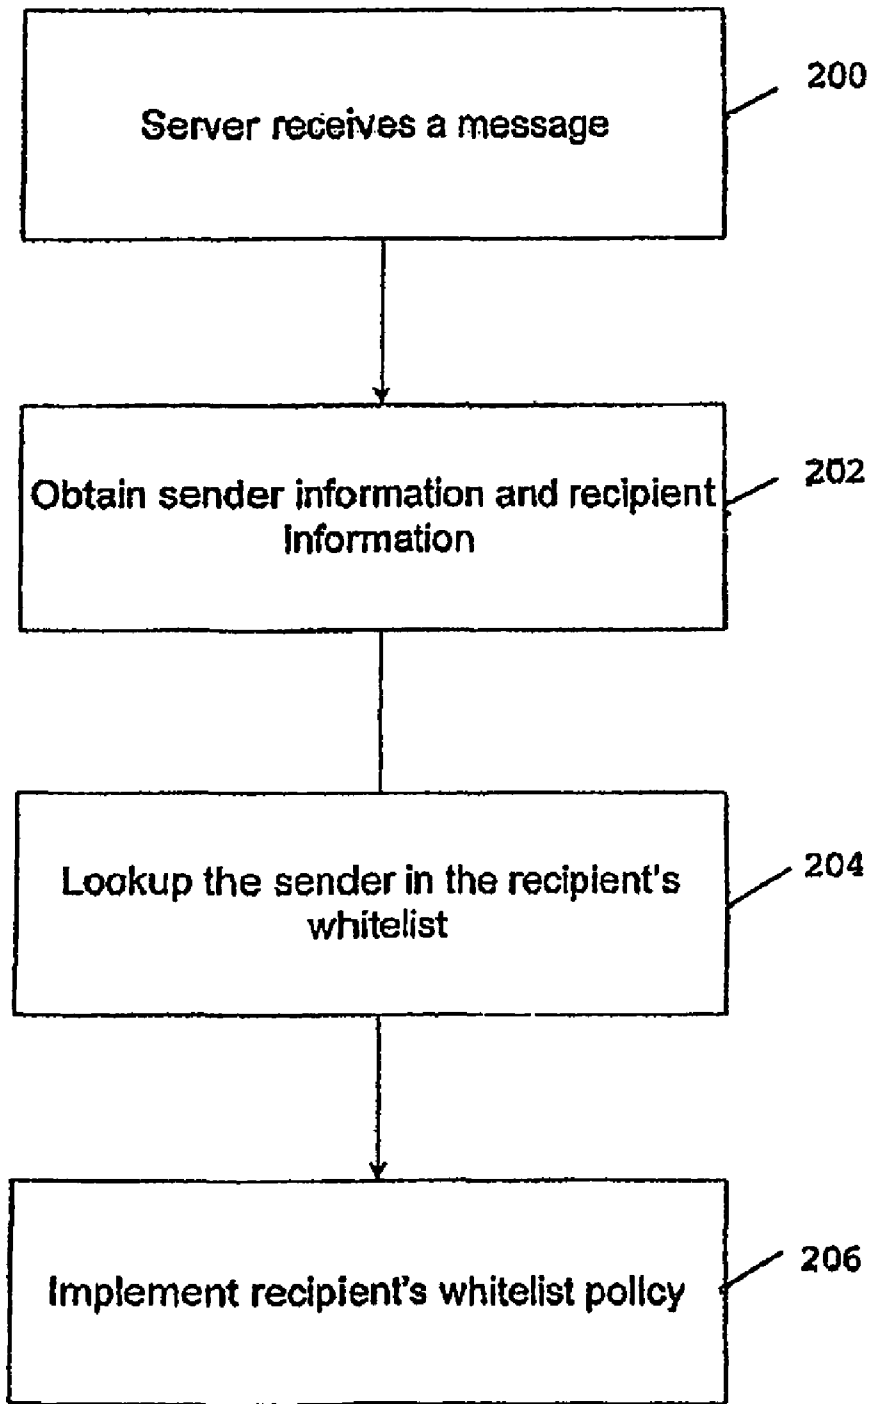 Server receives a message
200
Obtain sender information and recipient
information
202
Lookup the sender in the recipient's
whitelist
204
Implement recipient's whitelist policy
206